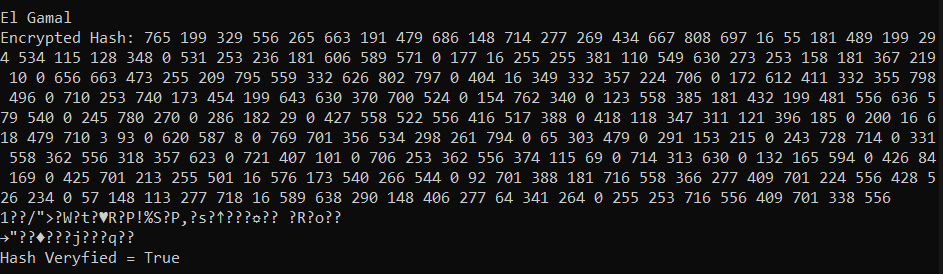 El Gamal
Encrypted Hash: 765 199 329 556 265 663 191 479 686 148 714 277 269 434 667 808 697 16 55 181 489 199 29
4 534 115 128 348 0 531 253 236 181 606 589 571 0 177 16 255 255 381 110 549 630 273 253 158 181 367 219
 10 0 656 663 473 255 209 795 559 332 626 802 797 0 404 16 349 332 357 224 706 0 172 612 411 332 355 798
 496 0 710 253 740 173 454 199 643 630 370 700 524 0 154 762 340 0 123 558 385 181 432 199 481 556 636 5
79 540 0 245 780 270 0 286 182 29 0 427 558 522 556 416 517 388 0 418 118 347 311 121 396 185 0 200 16 6
18 479 710 3 93 0 620 587 8 0 769 701 356 534 298 261 794 0 65 303 479 0 291 153 215 0 243 728 714 0 331
 558 362 556 318 357 623 0 721 407 101 0 706 253 362 556 374 115 69 0 714 313 630 0 132 165 594 0 426 84
 169 0 425 701 213 255 501 16 576 173 540 266 544 0 92 701 388 181 716 558 366 277 409 701 224 556 428 5
26 234 0 57 148 113 277 718 16 589 638 290 148 406 277 64 341 264 0 255 253 716 556 409 701 338 556
1??/">?W?t?♥R?P!%S?P,?s?↑???☼?? ?R?o??
→"??♦???j???q??
Hash Veryfied = True